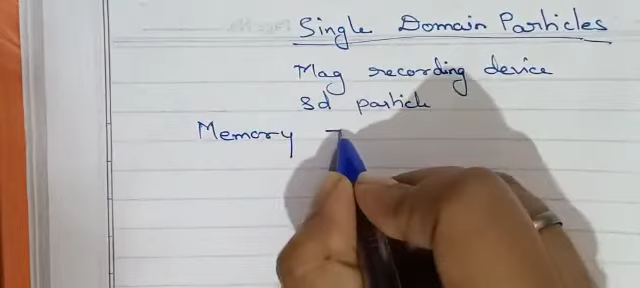 Single Domain Particles
Mag recording device
sd particle
Memory